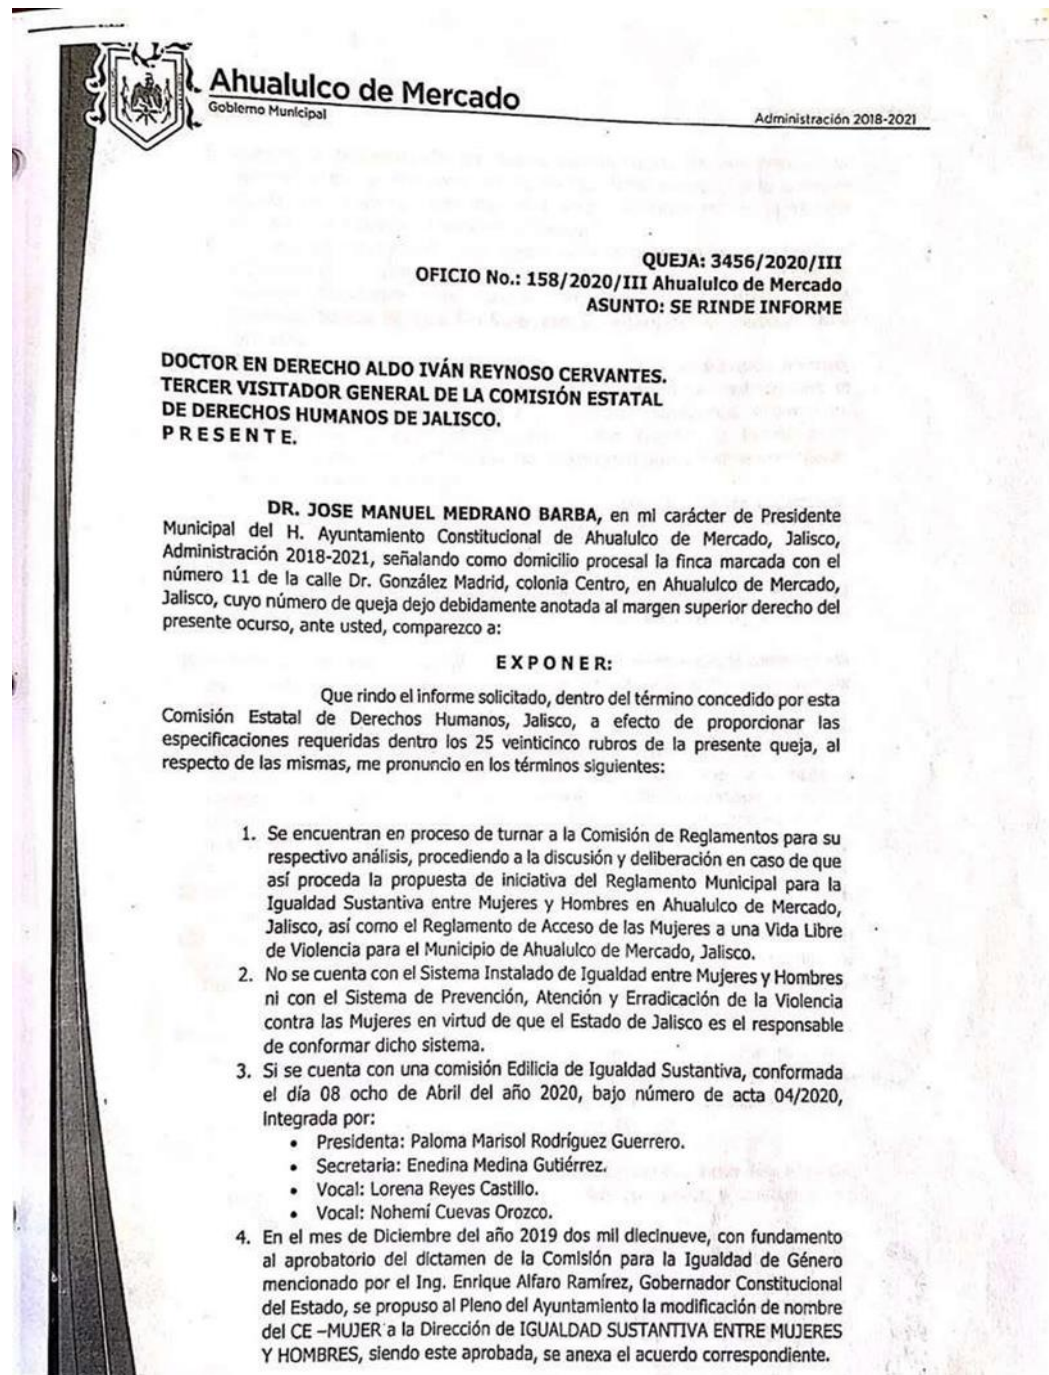 Ahualulco de Mercado
Gobierno Municipal
Administración 2018-2021
QUEJA: 3456/2020/III
OFICIO No.: 158/2020/III Ahualulco de Mercado
ASUNTO: SE RINDE INFORME
DOCTOR EN DERECHO ALDO IVÁN REYNOSO CERVANTES.
TERCER VISITADOR GENERAL DE LA COMISIÓN ESTATAL
DE DERECHOS HUMANOS DE JALISCO.
P R E S E N T E.
DR. JOSE MANUEL MEDRANO BARBA, en mi carácter de Presidente
Municipal del H. Ayuntamiento Constitucional de Ahualulco de Mercado, Jalisco,
Administración 2018-2021, señalando como domicilio procesal la finca marcada con el
número 11 de la calle Dr. González Madrid, colonia Centro, en Ahualulco de Mercado,
Jalisco, cuyo número de queja dejo debidamente anotada al margen superior derecho del
presente ocurso, ante usted, comparezco a:
E X P O N E R:
Que rindo el informe solicitado, dentro del término concedido por esta
Comisión Estatal de Derechos Humanos, Jalisco, a efecto de proporcionar las
especificaciones requeridas dentro los 25 veinticinco rubros de la presente queja, al
respecto de las mismas, me pronuncio en los términos siguientes:
1. Se encuentran en proceso de turnar a la Comisión de Reglamentos para su
respectivo análisis, procediendo a la discusión y deliberación en caso de que
así proceda la propuesta de iniciativa del Reglamento Municipal para la
Igualdad Sustantiva entre Mujeres y Hombres en Ahualulco de Mercado,
Jalisco, así como el Reglamento de Acceso de las Mujeres a una Vida Libre
de Violencia para el Municipio de Ahualulco de Mercado, Jalisco.
2. No se cuenta con el Sistema Instalado de Igualdad entre Mujeres y Hombres
ni con el Sistema de Prevención, Atención y Erradicación de la Violencia
contra las Mujeres en virtud de que el Estado de Jalisco es el responsable
de conformar dicho sistema.
3. Si se cuenta con una comisión Edilicia de Igualdad Sustantiva, conformada
el día 08 ocho de Abril del año 2020, bajo número de acta 04/2020,
integrada por:
• Presidenta: Paloma Marisol Rodríguez Guerrero.
• Secretaria: Enedina Medina Gutiérrez.
• Vocal: Lorena Reyes Castillo.
• Vocal: Nohemí Cuevas Orozco.
4. En el mes de Diciembre del año 2019 dos mil diecinueve, con fundamento
al aprobatorio del dictamen de la Comisión para la Igualdad de Género
mencionado por el Ing. Enrique Alfaro Ramírez, Gobernador Constitucional
del Estado, se propuso al Pleno del Ayuntamiento la modificación de nombre
del CE –MUJER a la Dirección de IGUALDAD SUSTANTIVA ENTRE MUJERES
Y HOMBRES, siendo este aprobada, se anexa el acuerdo correspondiente.